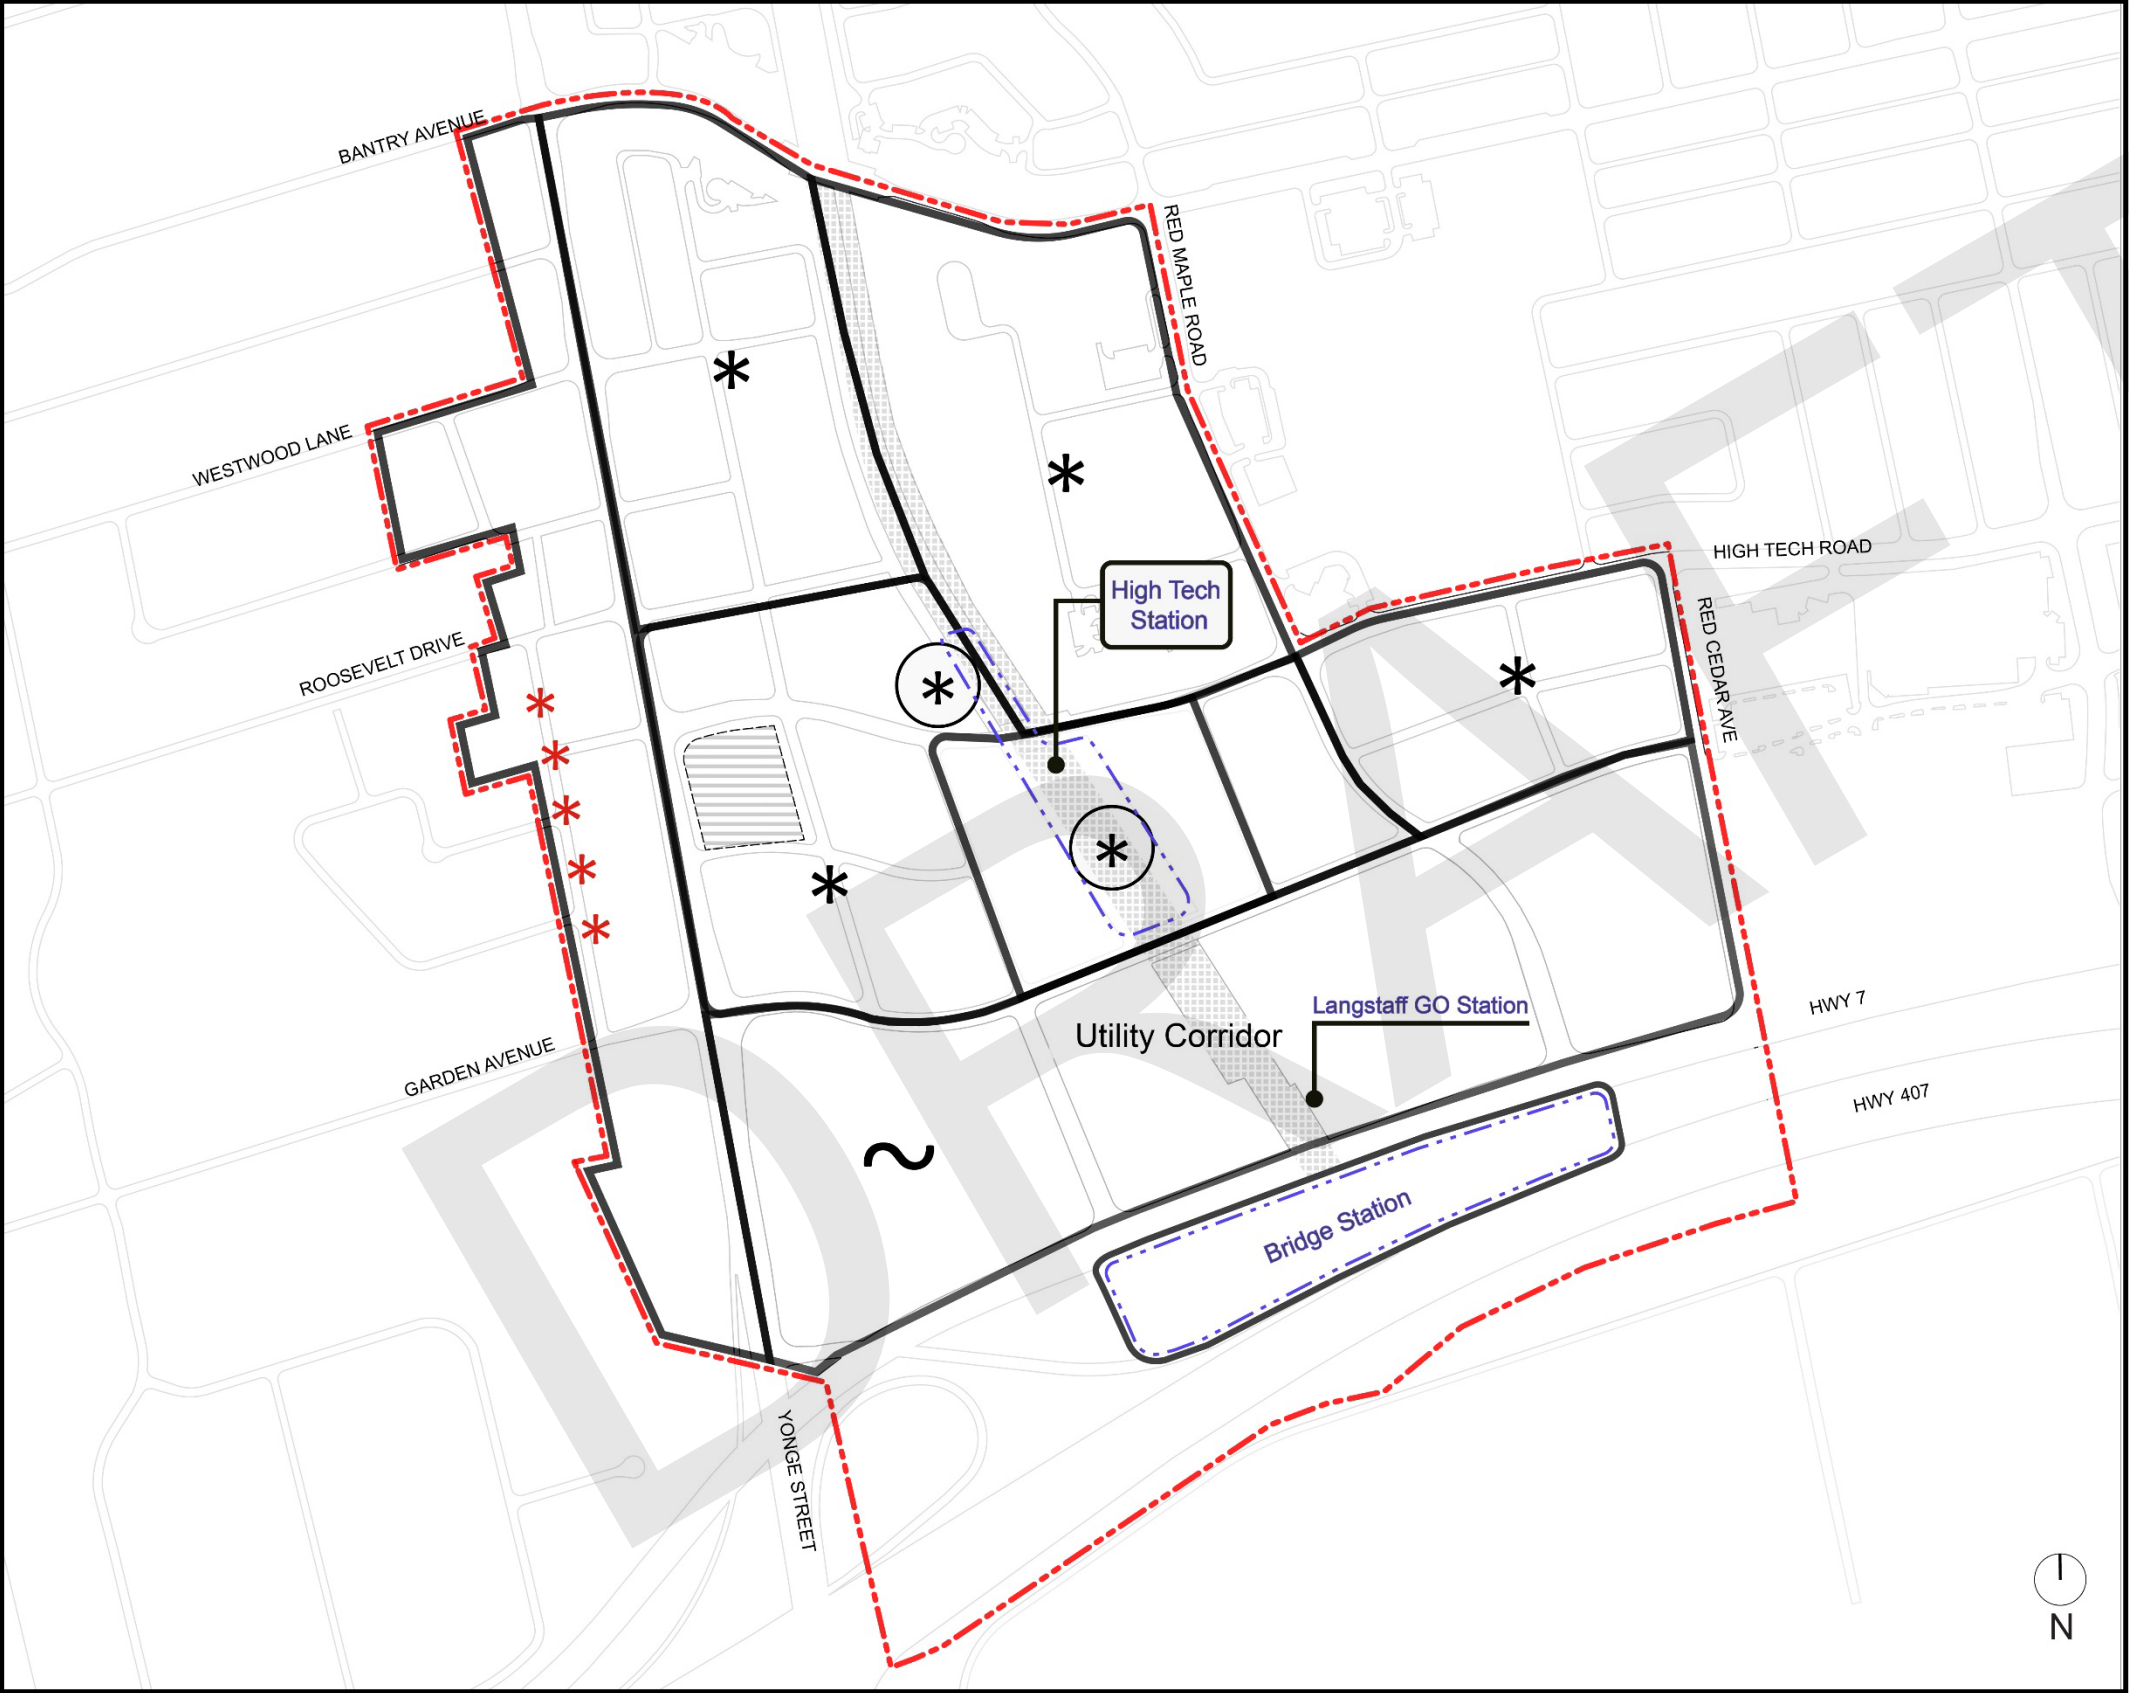 BANTRY AVENUE
RED MAPLE ROAD
WESTWOOD LANE
HIGH TECH ROAD
High Tech
Station
RED CEDAR AVE
ROOSEVELT DRIVE
HWY 7
Langstaff GO Station
Utility Corridor
GARDEN AVENUE
HWY 407
Bridge Station
YONGE STREET
N
DRAFT